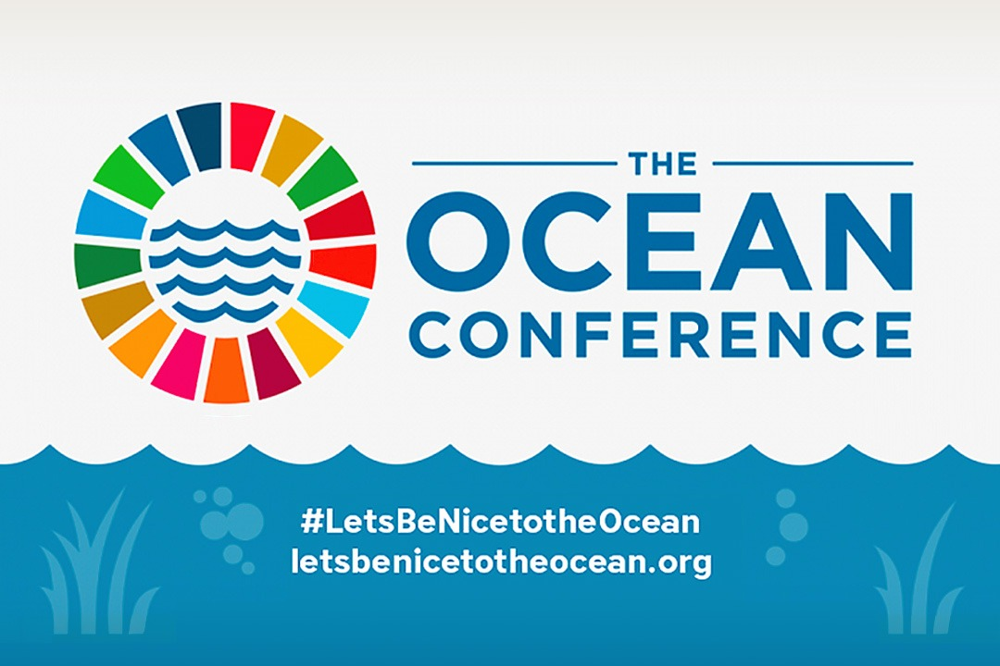 THE
OCEAN
CONFERENCE
#LetsBeNicetotheOcean
letsbenicetotheocean.org